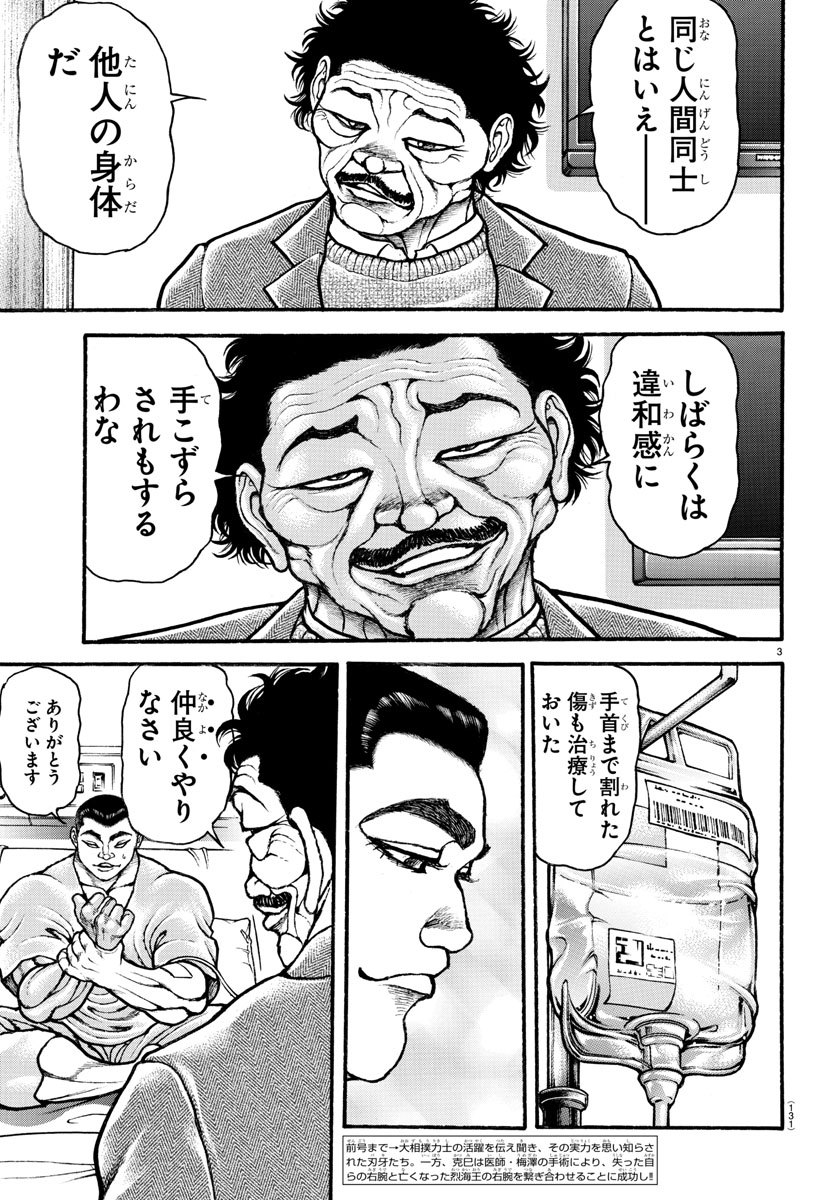 同じ人間同士
とはいえ――
他人の身体
だ
しばらくは
違和感に
手こずら
されもする
わな
3
手首まで割れた
傷も治療して
おいた
仲良くやり
なさい
ありがとう
ございます
(131)
前号まで→大相撲力士の活躍を伝え聞き、その実力を思い知らさ
れた刃牙たち。一方、克巳は医師・梅澤の手術により、失った自
らの右腕と亡くなった烈海王の右腕を繋ぎ合わせることに成功し!!